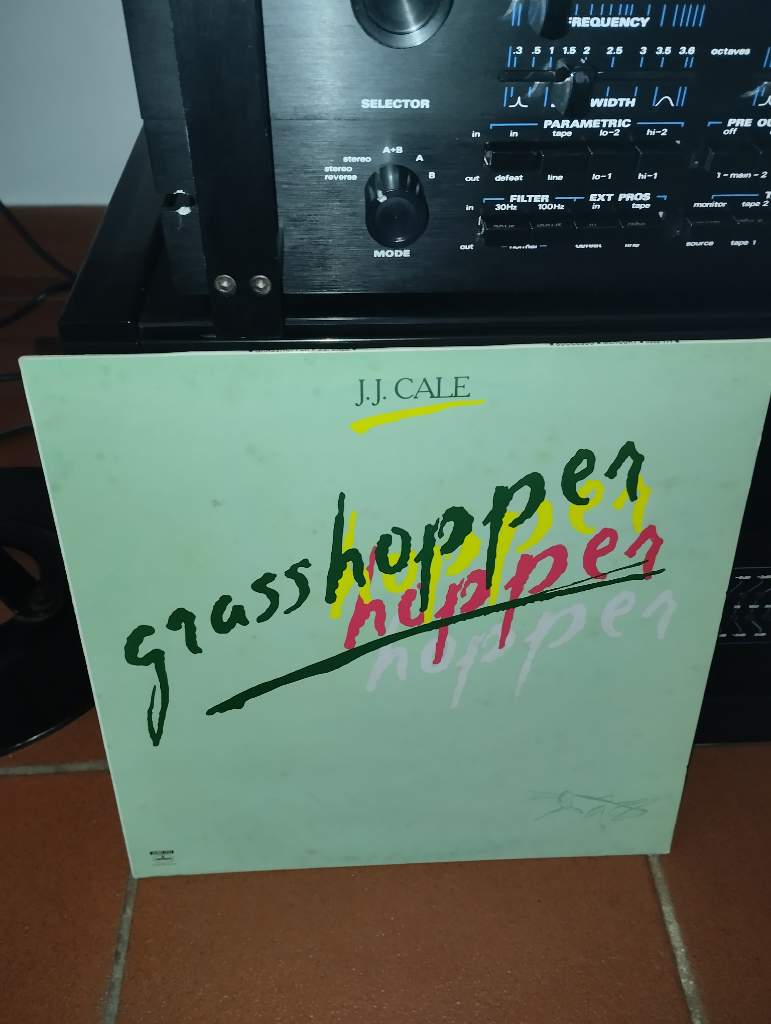 FREQUENCY
.3 .5 1 1.5 2 2.5 3 3.5 3.6 octaves
SELECTOR
WIDTH
PARAMETRIC
PRE
in in tape lo-2 hi-2 off
out defeat line lo-1 hi-1 1-main-2
A+B
stereo A
stereo reverse B
MODE
FILTER EXT PROS
in 30Hz 100Hz in tape monitor tape 2
out source tape 1
J.J. CALE
grasshopper
hopper
hopper
hopper